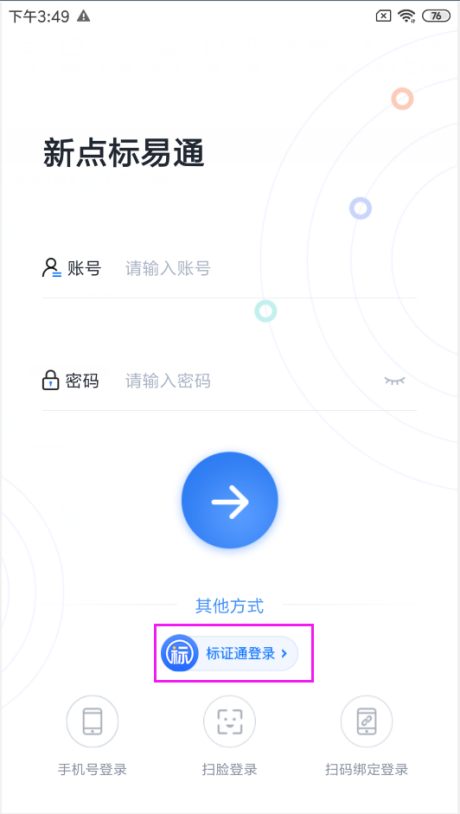 下午3:49
76
新点标易通
账号 请输入账号
密码 请输入密码
其他方式
标 标证通登录 ›
手机号登录 扫脸登录 扫码绑定登录